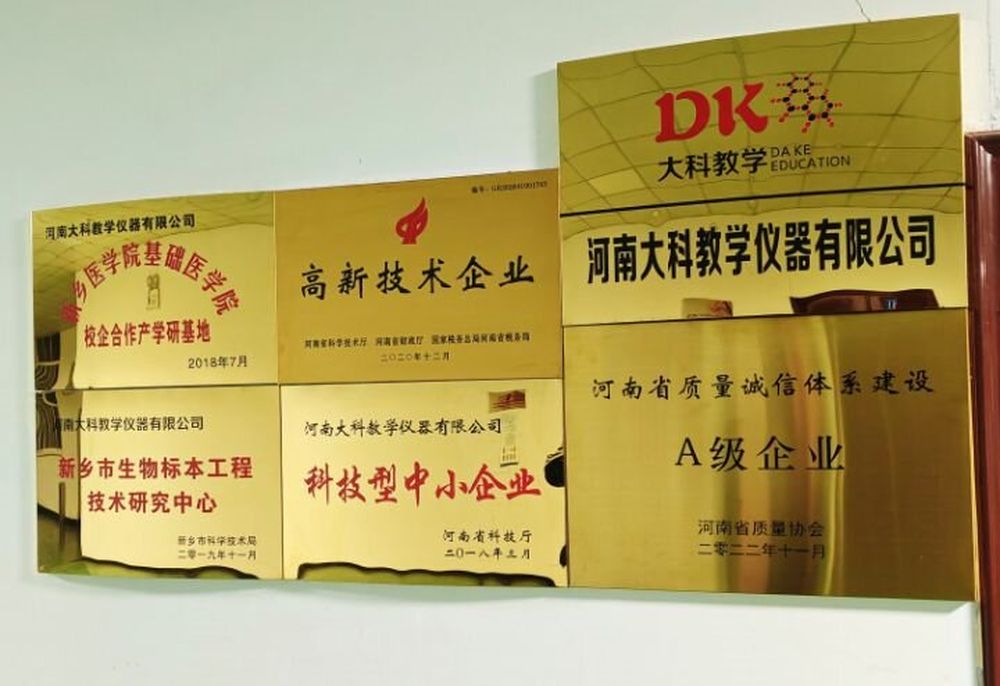 河南大科教学仪器有限公司
新乡医学院基础医学院
校企合作产学研基地
2018年7月
编号:
高新技术企业
河南省科学技术厅 河南省财政厅 国家税务总局河南省税务局
二〇二〇年十二月
DK
大科教学
DA KE
EDUCATION
河南大科教学仪器有限公司
河南大科教学仪器有限公司
新乡市生物标本工程
技术研究中心
新乡市科学技术局
二零一九年十一月
河南大科教学仪器有限公司
科技型中小企业
河南省科技厅
二〇一八年三月
河南省质量诚信体系建设
A级企业
河南省质量协会
二零二二年十一月